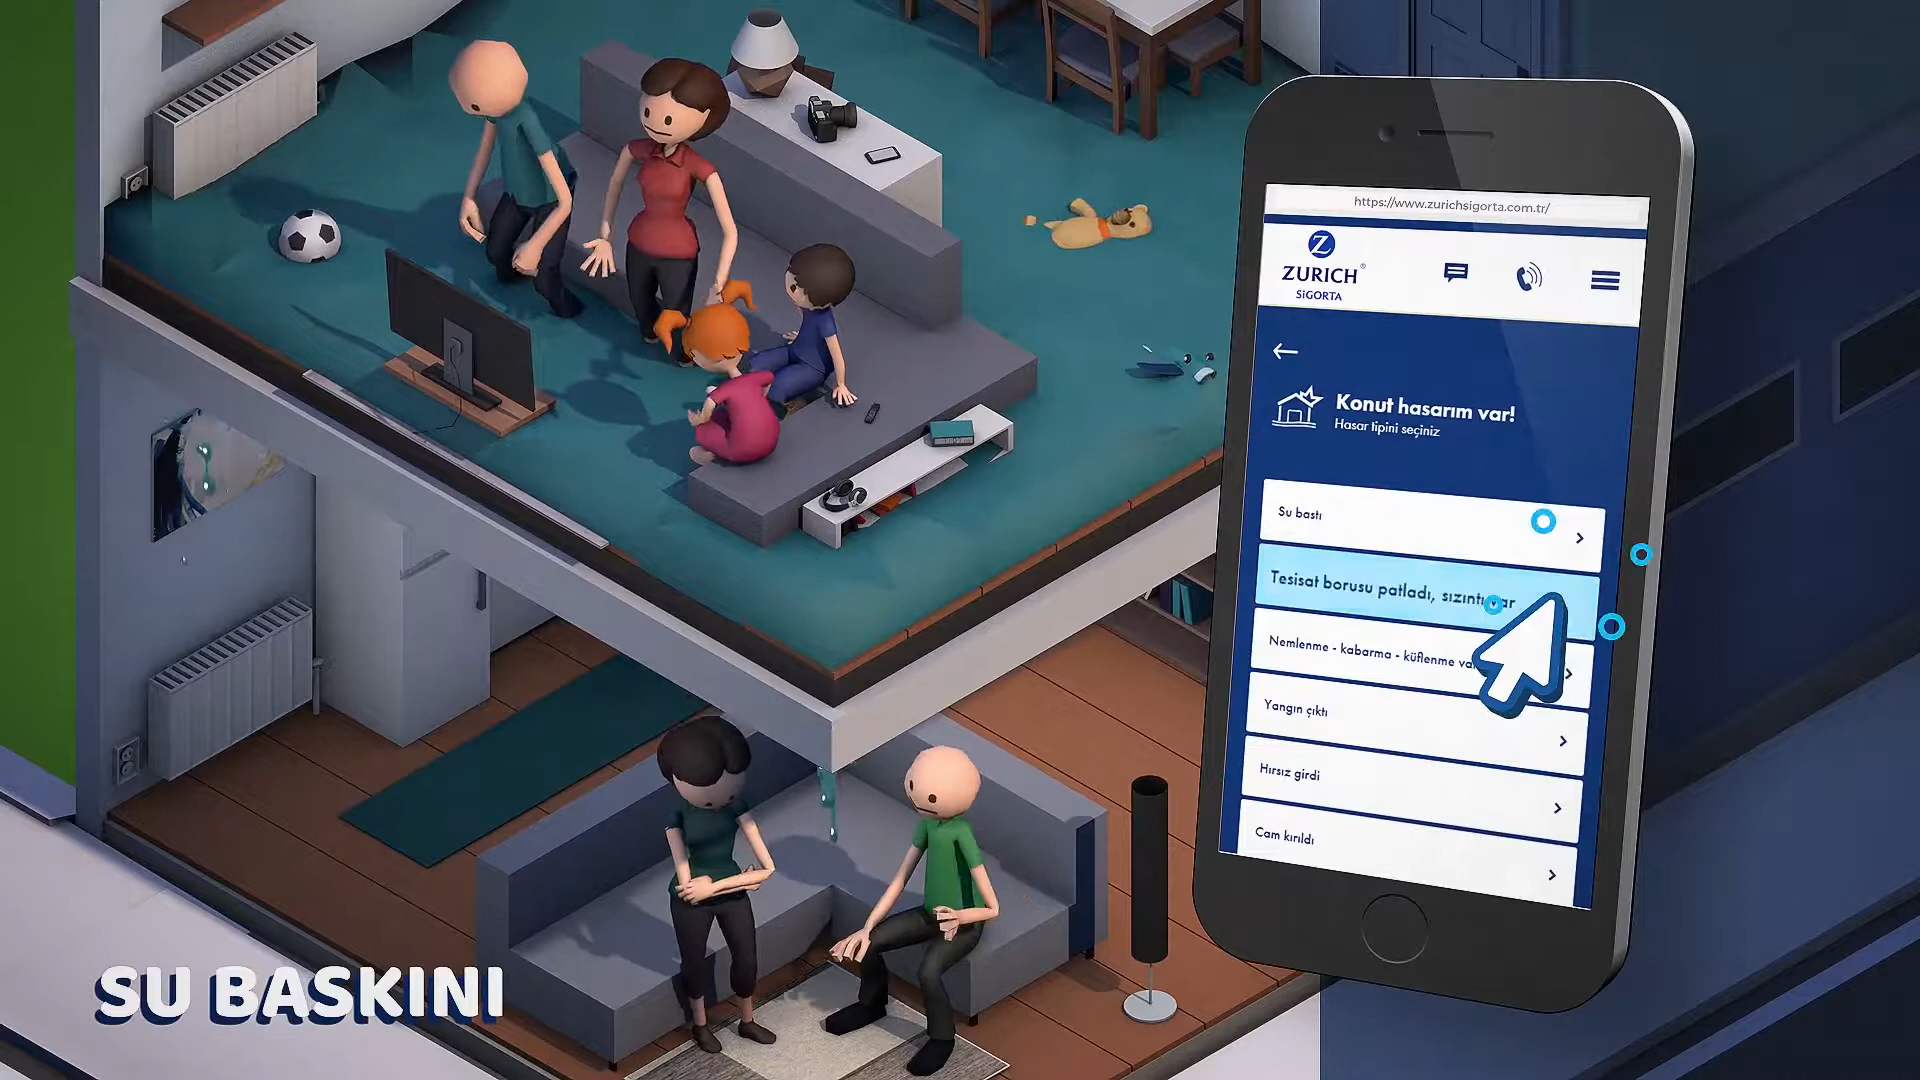 https://www.zurichsigorta.com.tr/
Z
ZURICH®
SiGORTA
Konut hasarım var!
Hasar tipini seçiniz
Su bastı
Tesisat borusu patladı, sızıntı var
Nemlenme - kabarma - küflenme va
Yangın çıktı
Hırsız girdi
Cam kırıldı
SU BASKINI